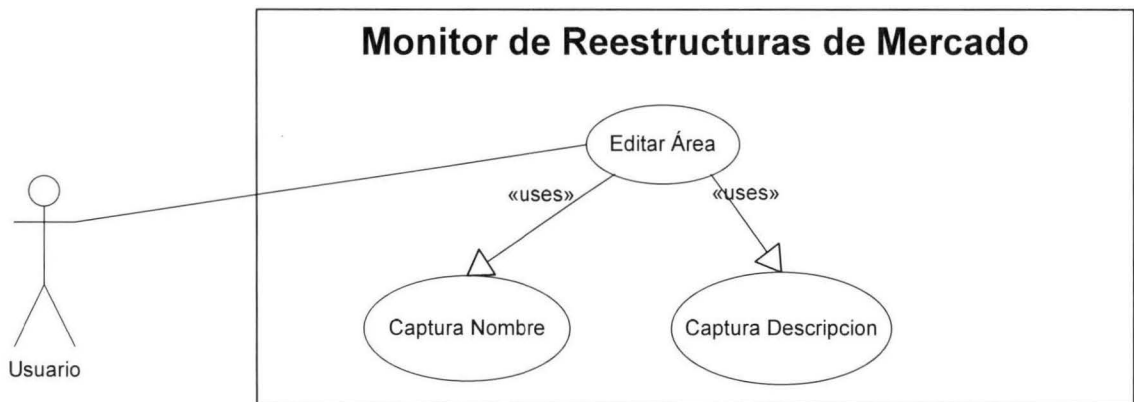 Monitor de Reestructuras de Mercado
Editar Área
«uses»
«uses»
Captura Nombre
Captura Descripcion
Usuario